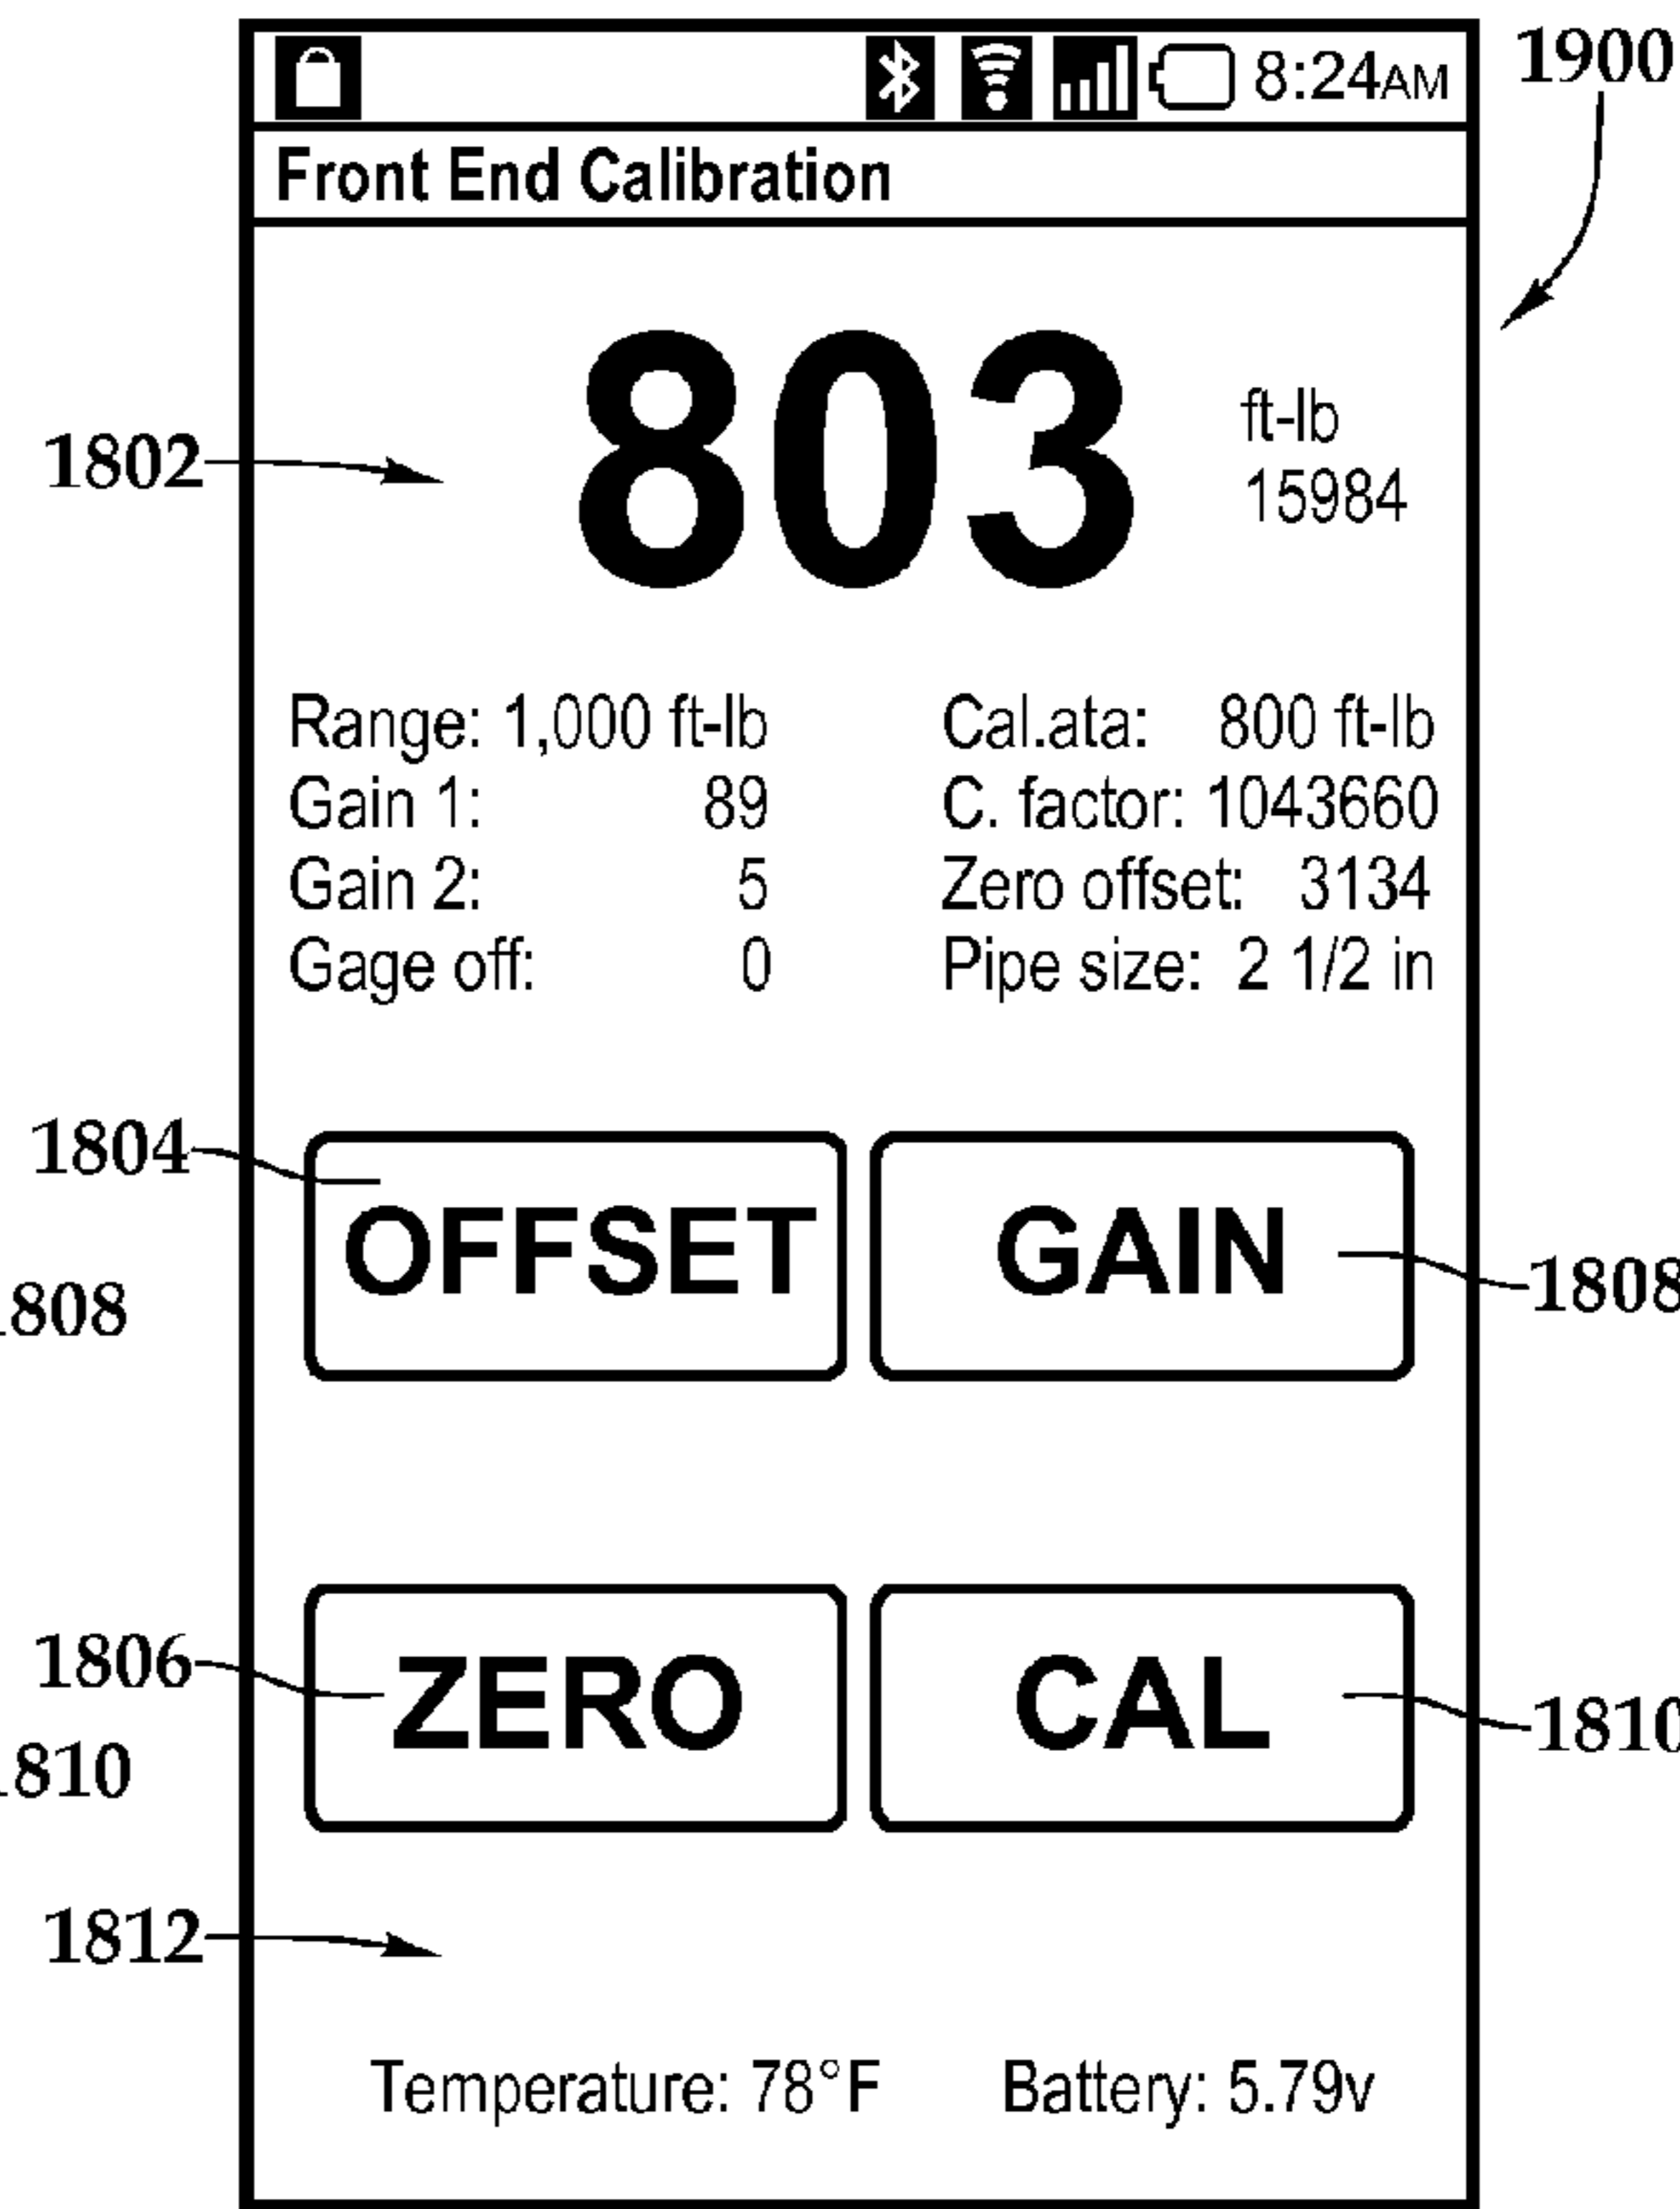 8:24AM
1900
Front End Calibration
1802
803
ft-lb
15984
Range: 1,000 ft-lb
Cal.ata: 800 ft-lb
Gain 1: 89
C. factor: 1043660
Gain 2: 5
Zero offset: 3134
Gage off: 0
Pipe size: 2 1/2 in
1804
OFFSET
GAIN
1808
1808
1806
ZERO
CAL
1810
1810
1812
Temperature: 78°F
Battery: 5.79v